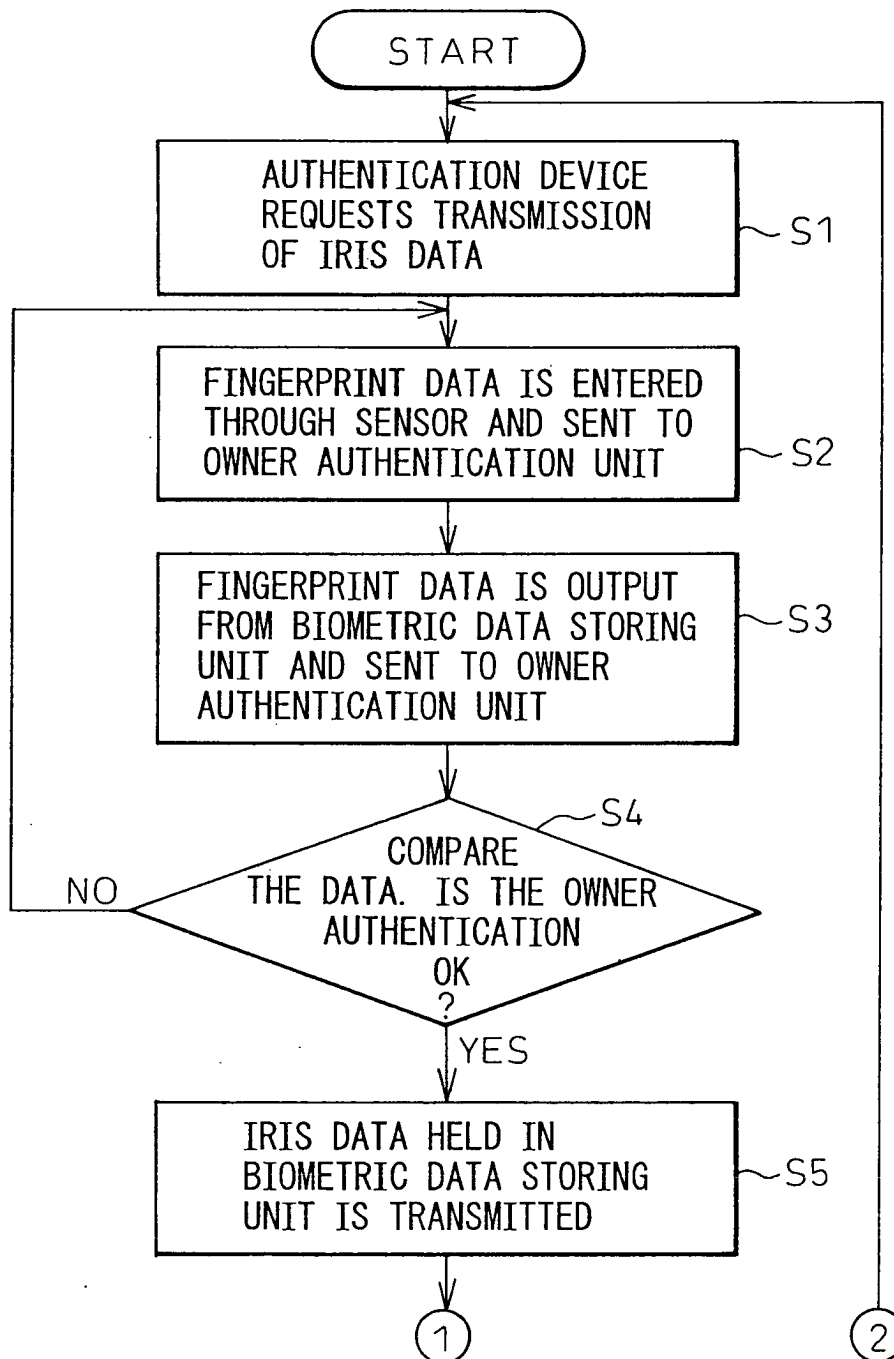 START
AUTHENTICATION DEVICE
REQUESTS TRANSMISSION
OF IRIS DATA
S1
FINGERPRINT DATA IS ENTERED
THROUGH SENSOR AND SENT TO
OWNER AUTHENTICATION UNIT
S2
FINGERPRINT DATA IS OUTPUT
FROM BIOMETRIC DATA STORING
UNIT AND SENT TO OWNER
AUTHENTICATION UNIT
S3
S4
COMPARE
THE DATA. IS THE OWNER
AUTHENTICATION
OK
?
NO
YES
IRIS DATA HELD IN
BIOMETRIC DATA STORING
UNIT IS TRANSMITTED
S5
1
2